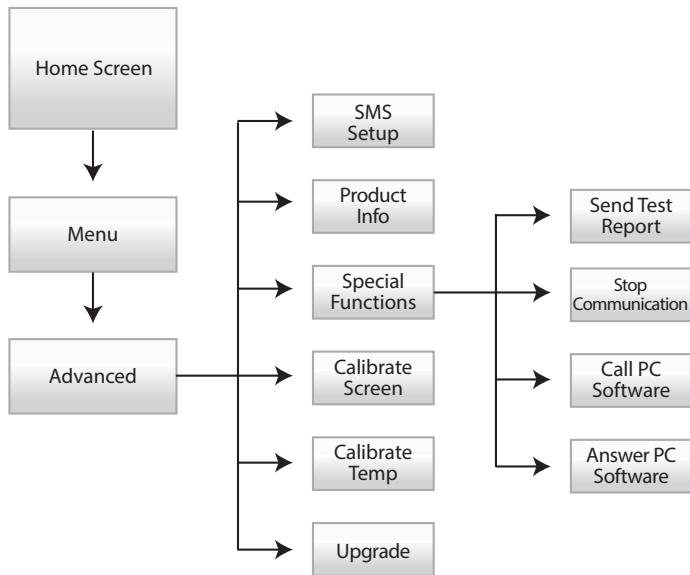 Home Screen
Menu
Advanced
SMS
Setup
Product
Info
Special
Functions
Calibrate
Screen
Calibrate
Temp
Upgrade
Send Test
Report
Stop
Communication
Call PC
Software
Answer PC
Software